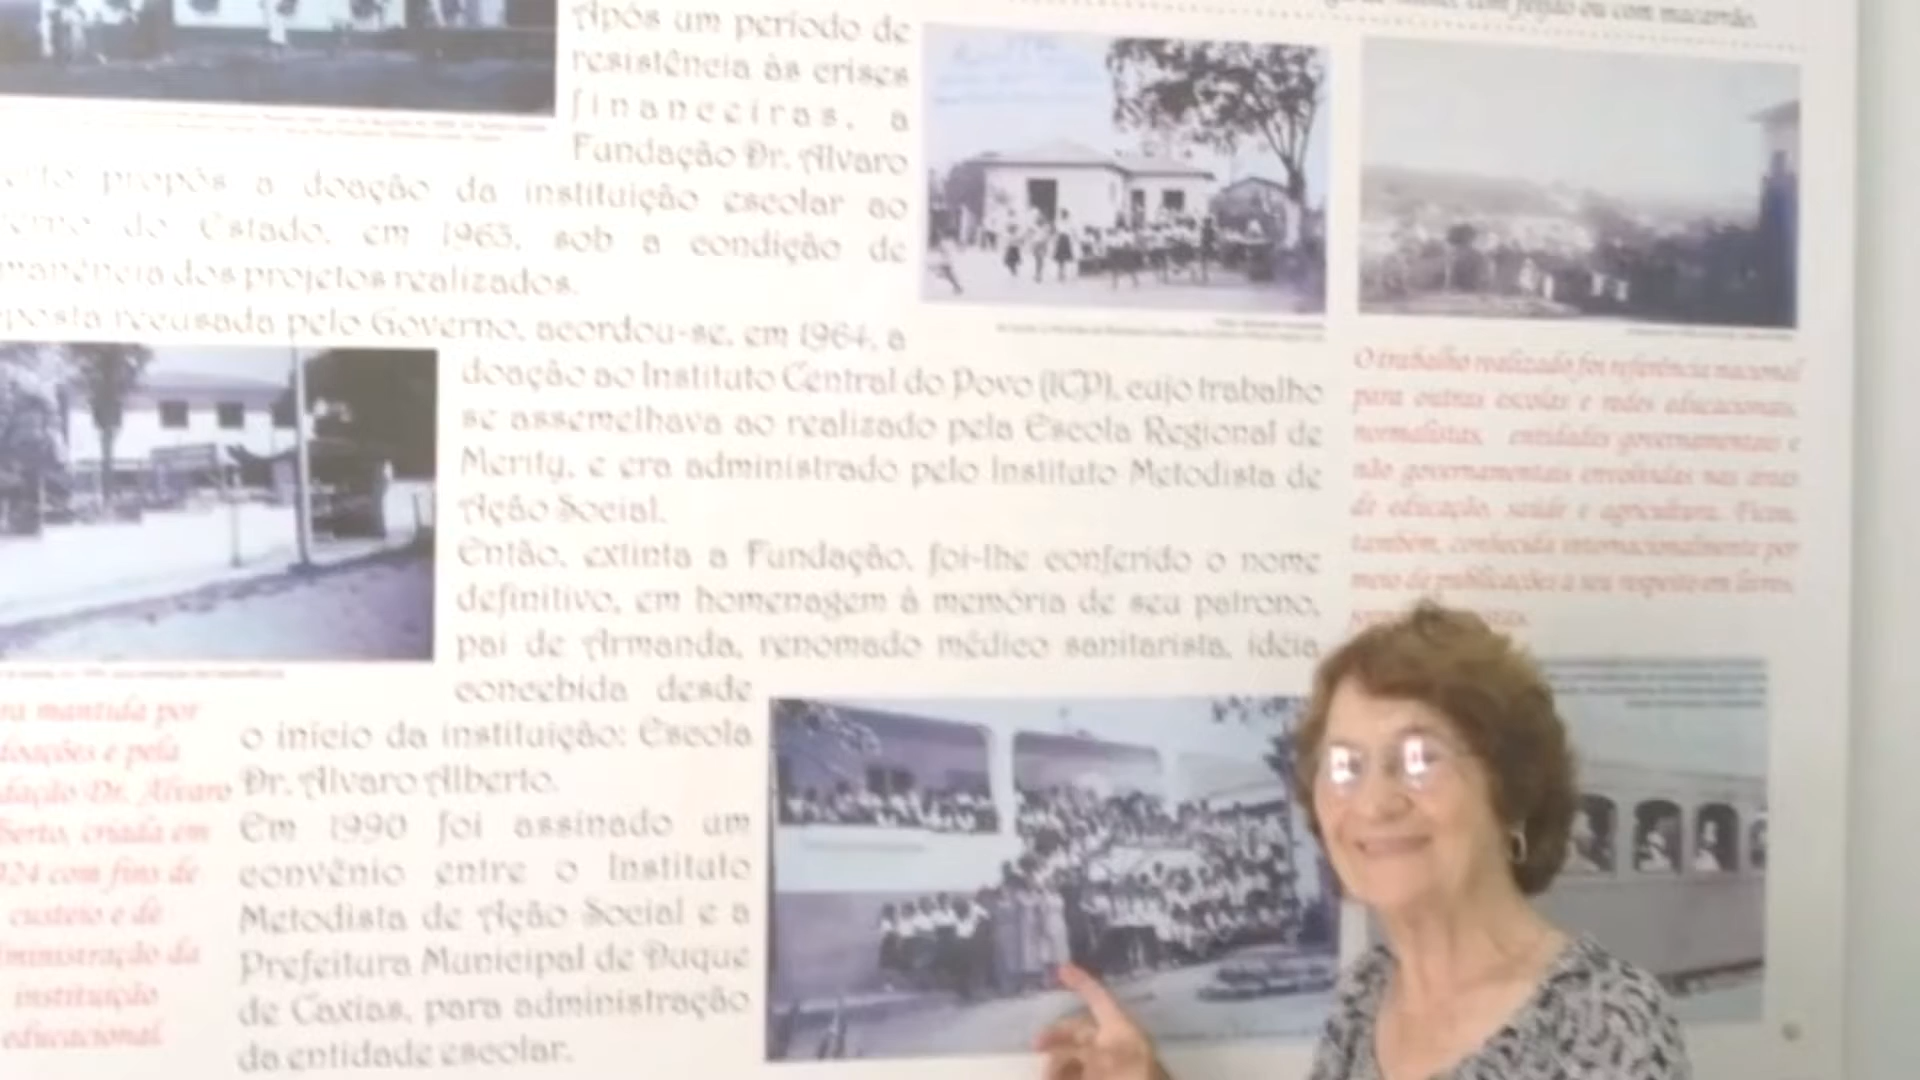 Após um período de
resistência às crises
financeiras, a
Fundação Dr. Alvaro
propôs a doação da instituição escolar ao
do Estado, em 1963, sob a condição de
dos projetos realizados.
recusada pelo Governo, acordou-se, em 1964, a
doação ao Instituto Central do Povo (ICP), cujo trabalho
se assemelhava ao realizado pela Escola Regional de
Merity, e era administrado pelo Instituto Metodista de
Ação Social.
Então, extinta a Fundação, foi-lhe conferido o nome
definitivo, em homenagem à memória de seu patrono,
pai de Armanda, renomado médico sanitarista, idéia
concebida desde
o início da instituição: Escola
Dr. Alvaro Alberto.
Em 1990 foi assinado um
convênio entre o Instituto
Metodista de Ação Social e a
Prefeitura Municipal de Duque
de Caxias, para administração
da entidade escolar.
mantida por
doações e pela
Dr. Alvaro
criada em
com fins de
custeio e de
da
instituição
educacional.
O trabalho realizado foi referência nacional
para outras escolas e redes educacionais,
normalistas, entidades governamentais e
não governamentais envolvidas nas áreas
de educação, saúde e agricultura. Ficou,
também, conhecida internacionalmente por
meio de publicações a seu respeito em livros,
com feijão ou com macarrão.